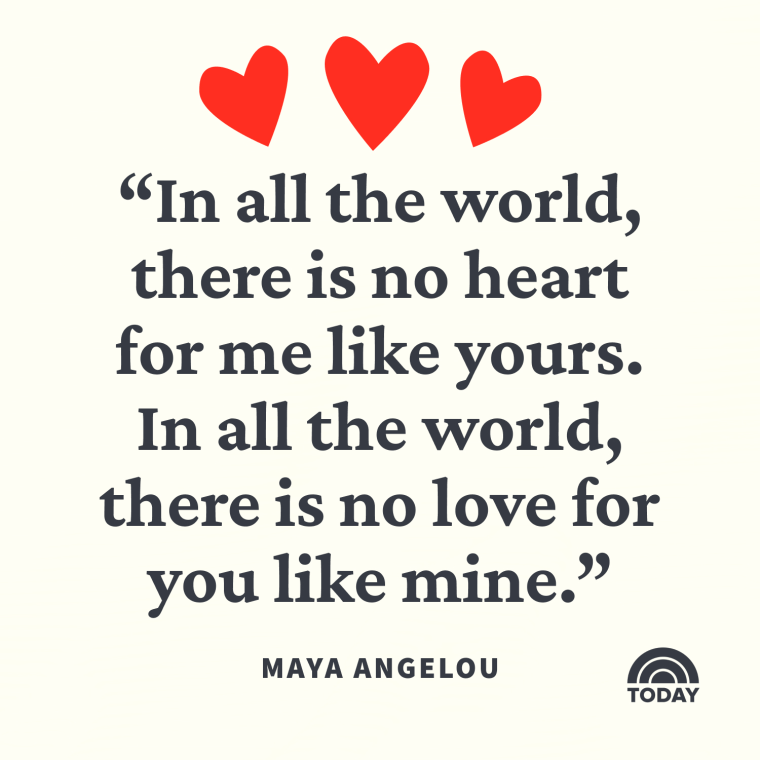 “In all the world,
there is no heart
for me like yours.
In all the world,
there is no love for
you like mine.”
MAYA ANGELOU
TODAY